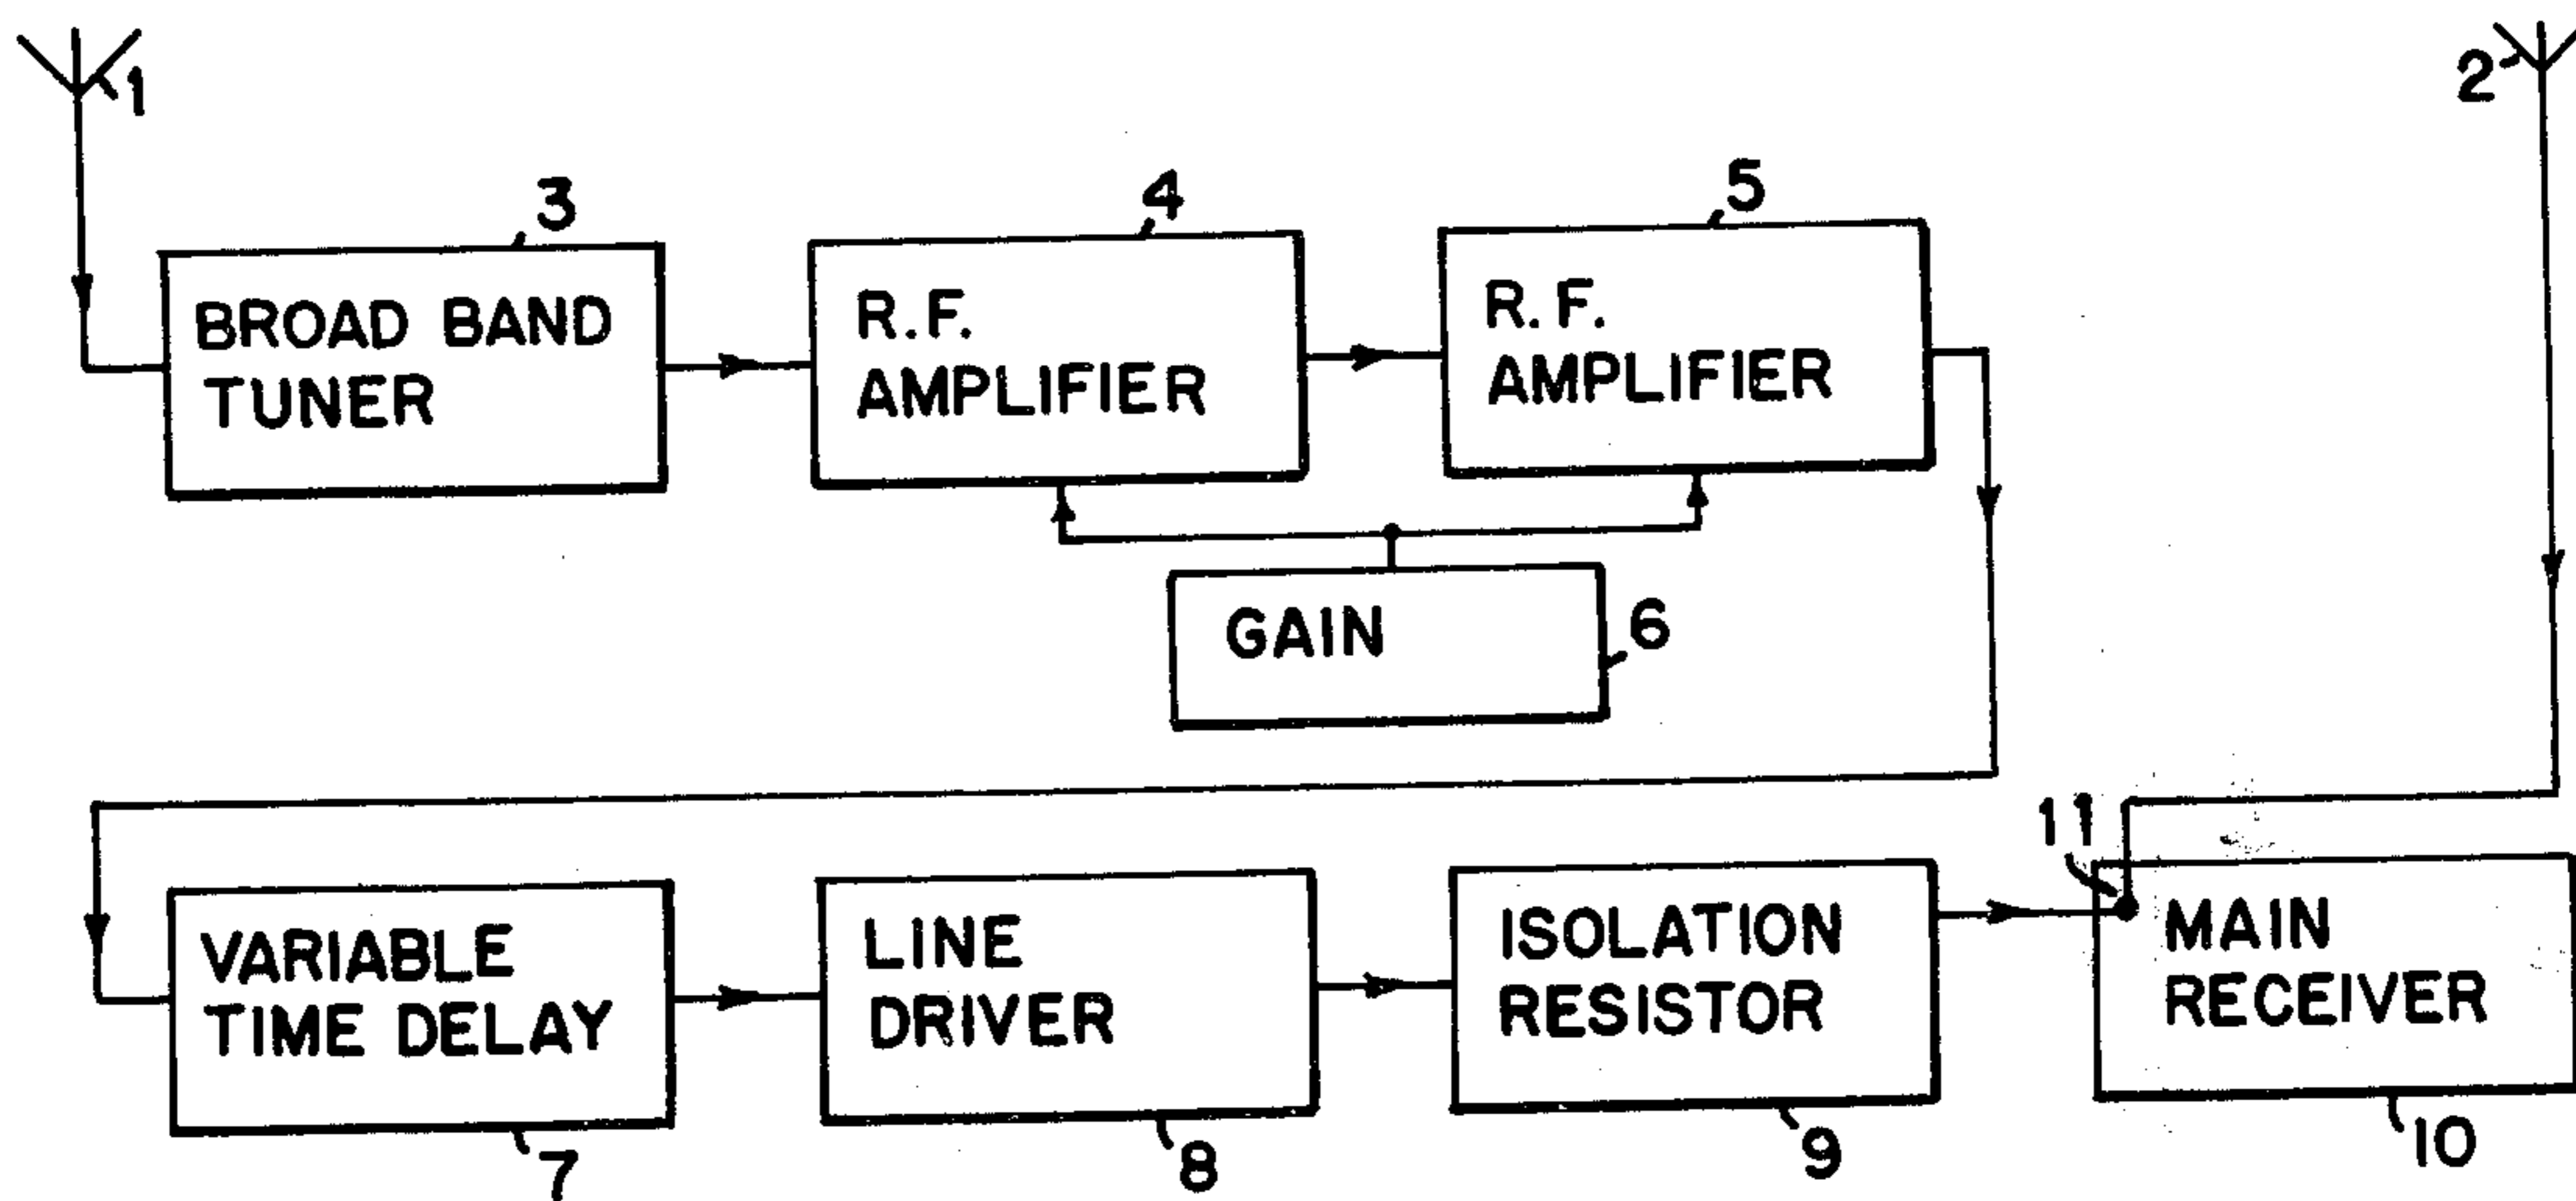 1
2
3
4
5
BROAD BAND
TUNER
R.F.
AMPLIFIER
R. F.
AMPLIFIER
GAIN
6
11
VARIABLE
TIME DELAY
LINE
DRIVER
ISOLATION
RESISTOR
MAIN
RECEIVER
7
8
9
10